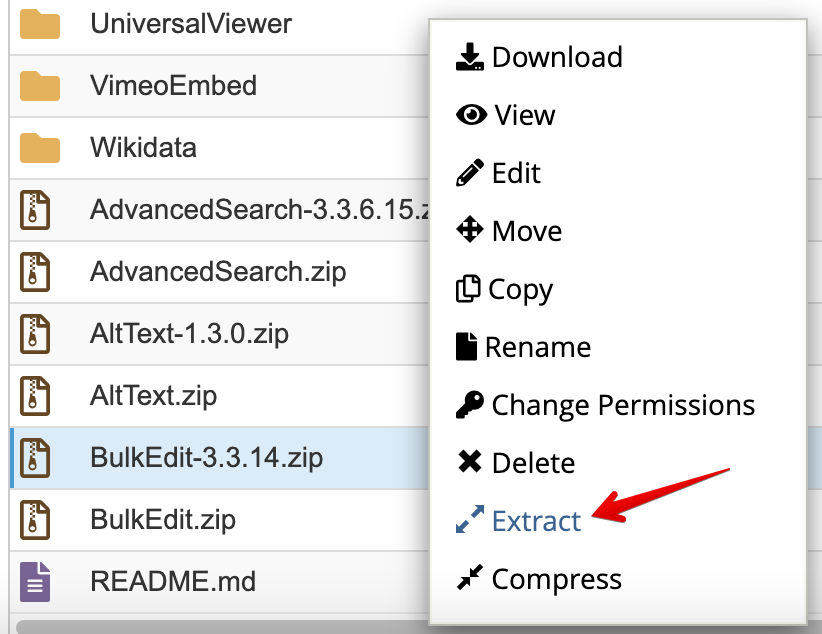 UniversalViewer
VimeoEmbed
Wikidata
AdvancedSearch-3.3.6.15.z
AdvancedSearch.zip
AltText-1.3.0.zip
AltText.zip
BulkEdit-3.3.14.zip
BulkEdit.zip
README.md
Download
View
Edit
Move
Copy
Rename
Change Permissions
Delete
Extract
Compress